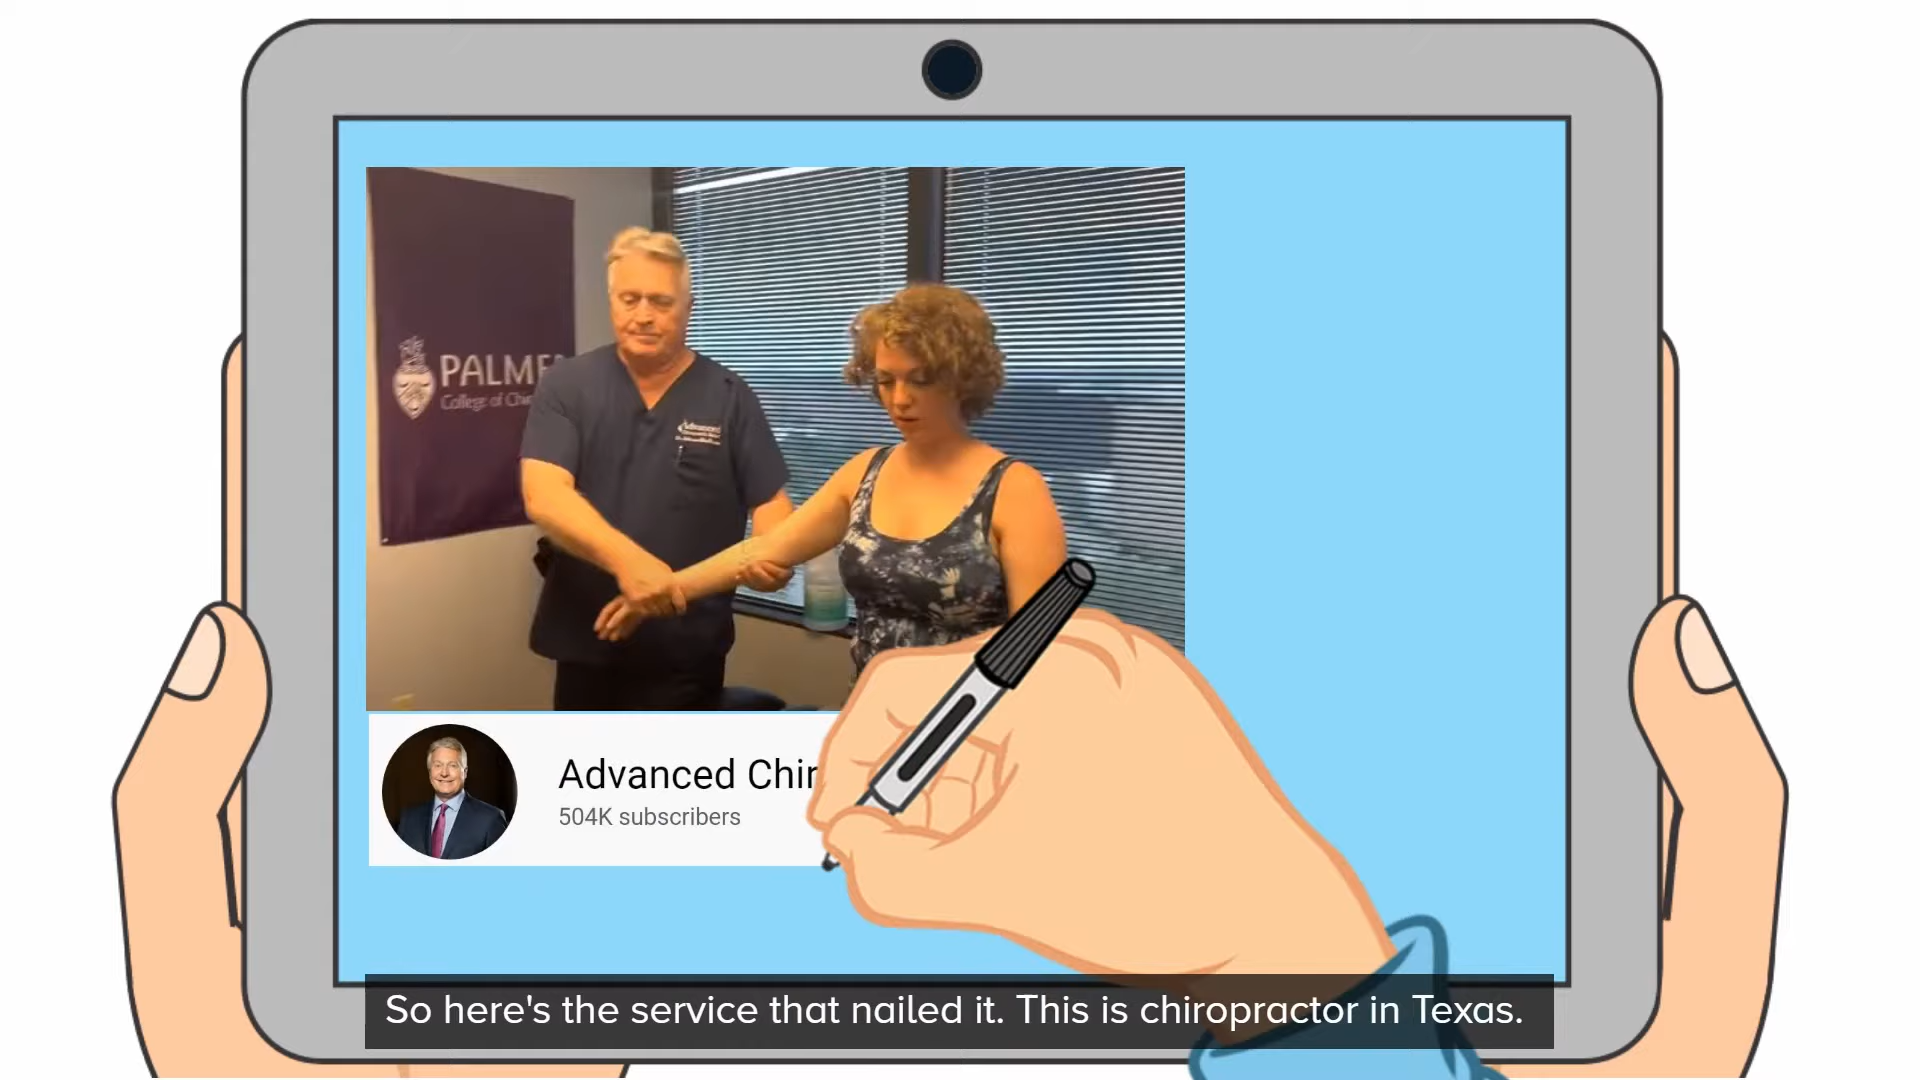 PALME
College of Chi
Advanced
Advanced Chir
504K subscribers
So here's the service that nailed it. This is chiropractor in Texas.